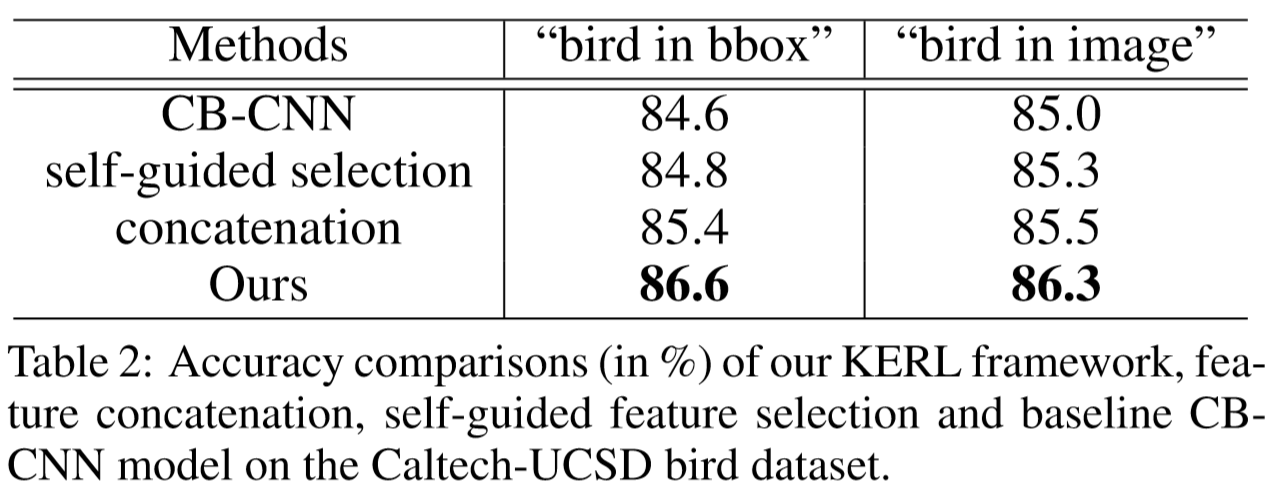 Methods “bird in bbox” “bird in image”
CB-CNN 84.6 85.0
self-guided selection 84.8 85.3
concatenation 85.4 85.5
Ours 86.6 86.3
Table 2: Accuracy comparisons (in %) of our KERL framework, fea-
ture concatenation, self-guided feature selection and baseline CB-
CNN model on the Caltech-UCSD bird dataset.